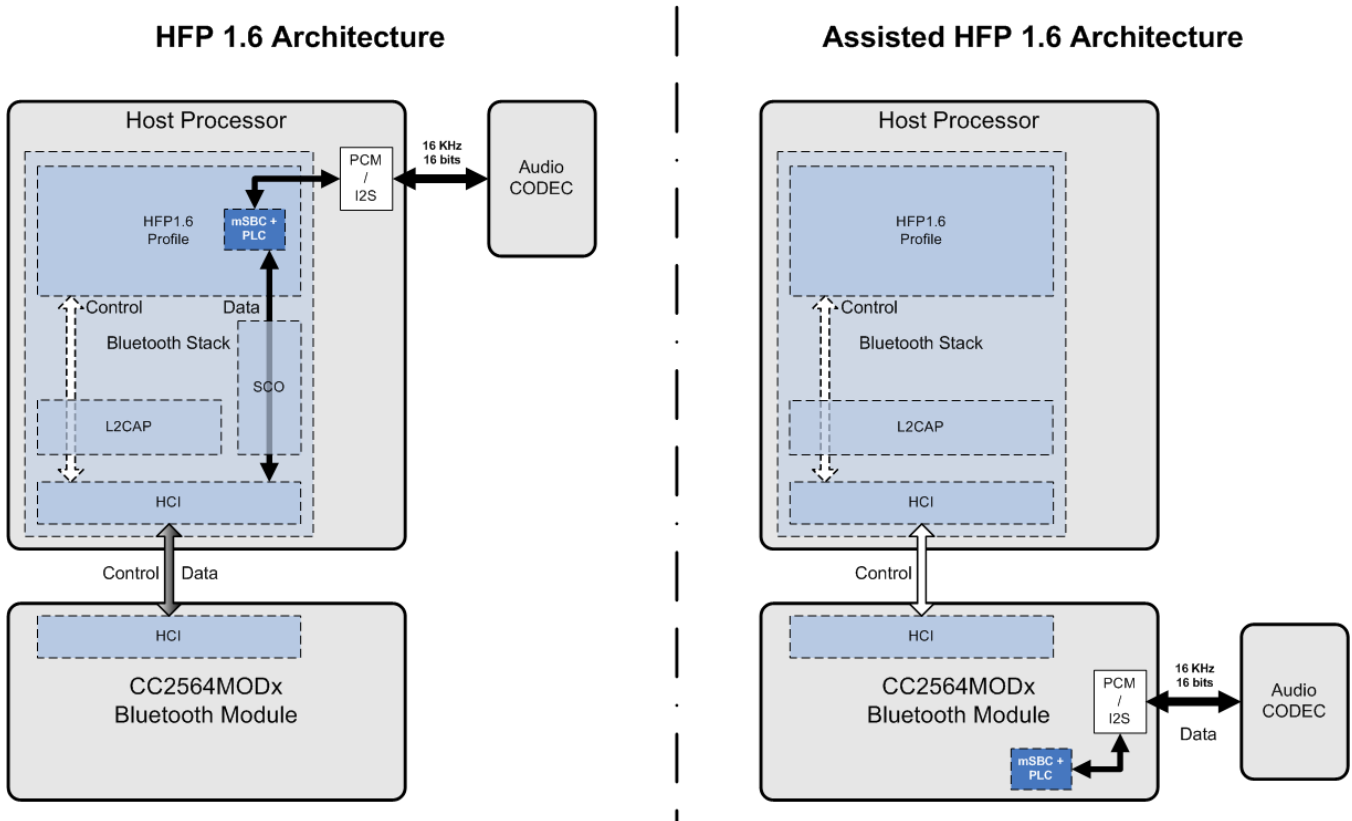 HFP 1.6 Architecture
Host Processor
16 KHz
16 bits
PCM
/
I2S
Audio
CODEC
HFP1.6
Profile
mSBC +
PLC
Control
Data
Bluetooth Stack
SCO
L2CAP
HCI
Control
Data
HCI
CC2564MODx
Bluetooth Module
Assisted HFP 1.6 Architecture
Host Processor
HFP1.6
Profile
Control
Bluetooth Stack
L2CAP
HCI
Control
HCI
CC2564MODx
Bluetooth Module
PCM
/
I2S
16 KHz
16 bits
Data
Audio
CODEC
mSBC +
PLC